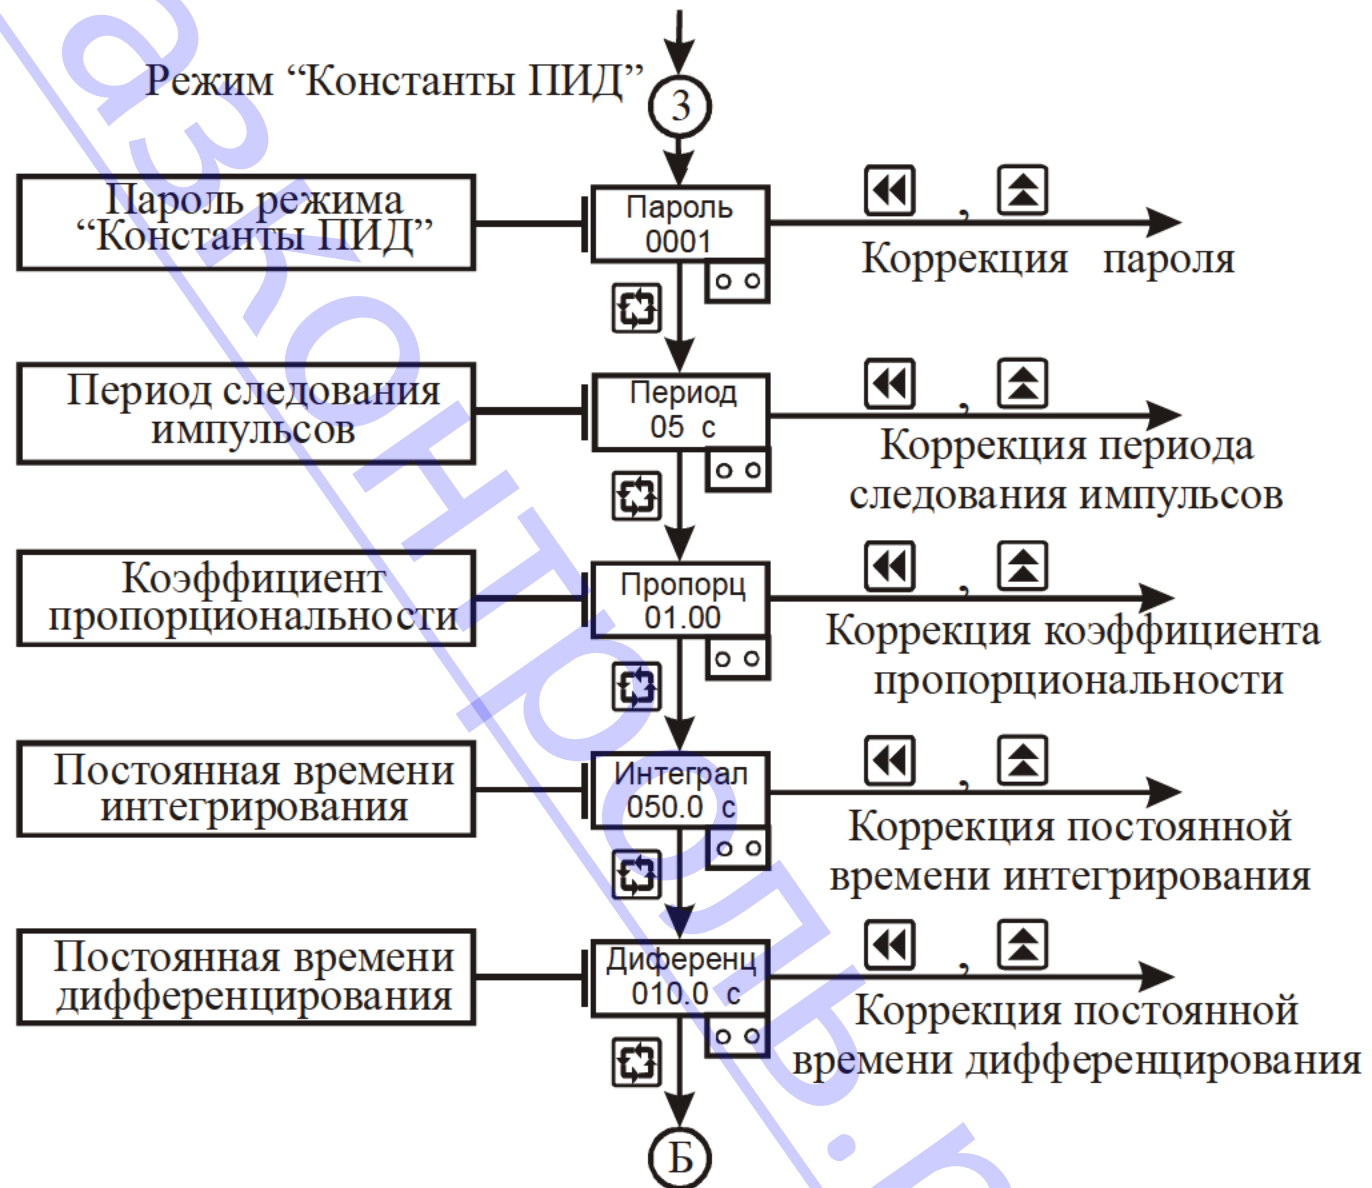 Режим “Константы ПИД”
3
Пароль режима
“Константы ПИД”
Пароль
0001
,
Коррекция пароля
Период следования
импульсов
Период
05 с
,
Коррекция периода
следования импульсов
Коэффициент
пропорциональности
Пропорц
01.00
,
Коррекция коэффициента
пропорциональности
Постоянная времени
интегрирования
Интеграл
050.0 с
,
Коррекция постоянной
времени интегрирования
Постоянная времени
дифференцирования
Диференц
010.0 с
,
Коррекция постоянной
времени дифференцирования
Б
азконтроль.р